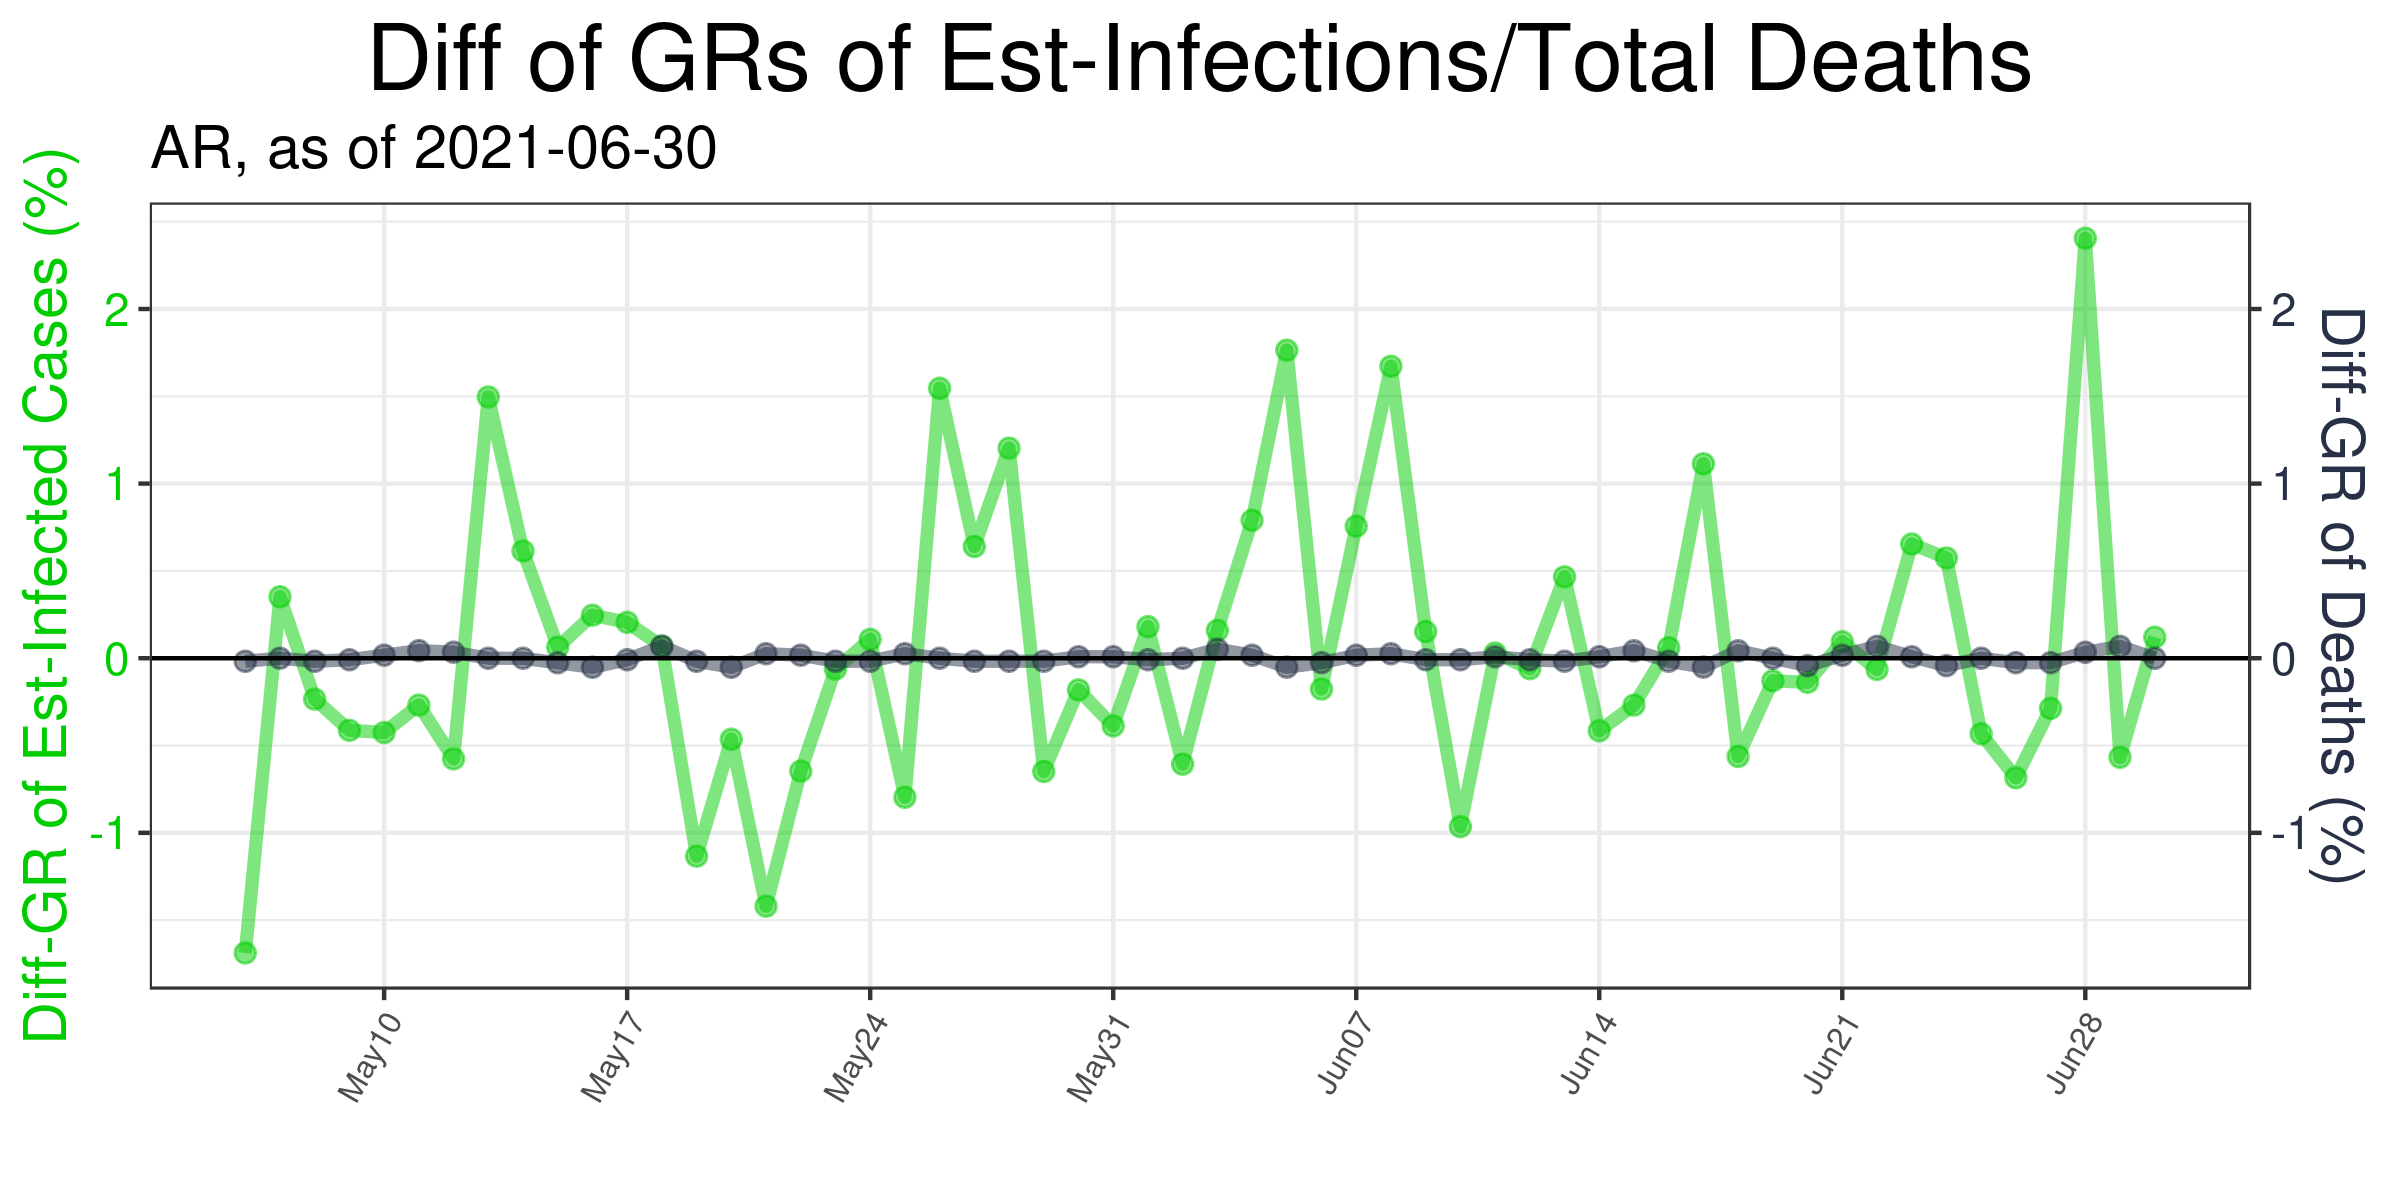 Diff of GRs of Est-Infections/Total Deaths
AR, as of 2021-06-30
Diff-GR of Est-Infected Cases (%)
2
1
0
-1
2
1
0
-1
Diff-GR of Deaths (%)
May10
May17
May24
May31
Jun07
Jun14
Jun21
Jun28